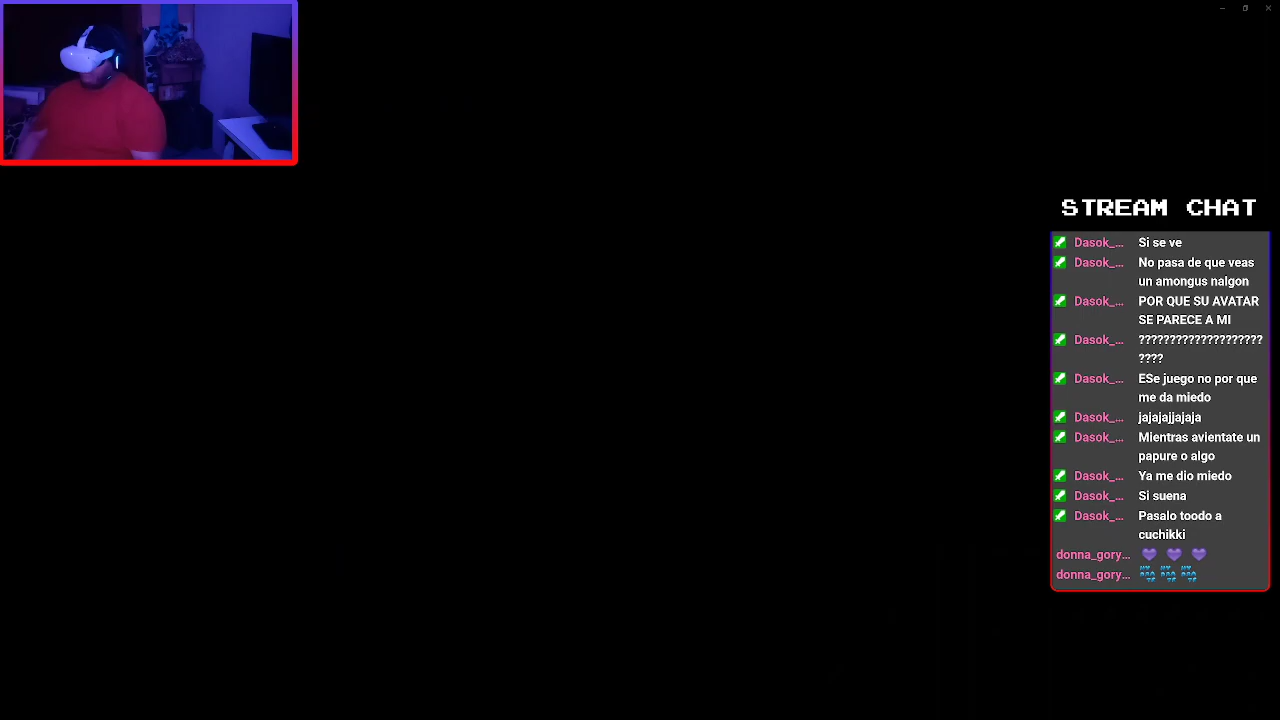 STREAM CHAT
Dasok_... Si se ve
Dasok_... No pasa de que veas
un amongus nalgon
Dasok_... POR QUE SU AVATAR
SE PARECE A MI
Dasok_... ????????????????????
????
Dasok_... ESe juego no por que
me da miedo
Dasok_... jajajajjajaja
Dasok_... Mientras avientate un
papure o algo
Dasok_... Ya me dio miedo
Dasok_... Si suena
Dasok_... Pasalo toodo a
cuchikki
donna_gory... 💜 💜 💜
donna_gory...